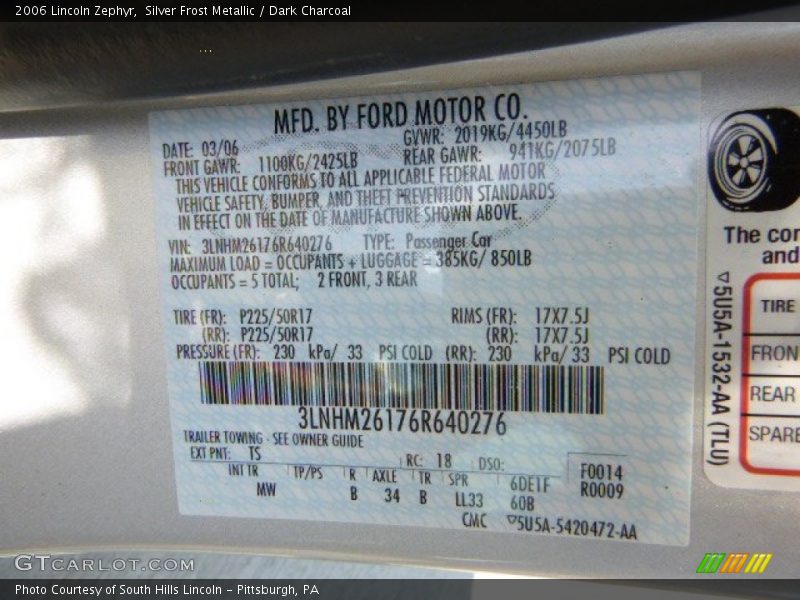 2006 Lincoln Zephyr, Silver Frost Metallic / Dark Charcoal
MFD. BY FORD MOTOR CO.
DATE: 03/06 GVWR: 2019KG/4450LB
FRONT GAWR: 1100KG/2425LB REAR GAWR: 941KG/2075LB
THIS VEHICLE CONFORMS TO ALL APPLICABLE FEDERAL MOTOR
VEHICLE SAFETY, BUMPER, AND THEFT PREVENTION STANDARDS
IN EFFECT ON THE DATE OF MANUFACTURE SHOWN ABOVE.
VIN: 3LNHM26176R640276 TYPE: Passenger Car
MAXIMUM LOAD = OCCUPANTS + LUGGAGE = 385KG/ 850LB
OCCUPANTS = 5 TOTAL; 2 FRONT, 3 REAR
TIRE (FR): P225/50R17 RIMS (FR): 17X7.5J
(RR): P225/50R17 (RR): 17X7.5J
PRESSURE (FR): 230 kPa/ 33 PSI COLD (RR): 230 kPa/ 33 PSI COLD
3LNHM26176R640276
TRAILER TOWING - SEE OWNER GUIDE
EXT PNT: TS RC: 18 DSO: F0014
INT TR TP/PS R AXLE TR SPR 6DE1F R0009
MW B 34 B LL33 60B
CMC ▽5U5A-5420472-AA
The con
and
TIRE
FRON
REAR
SPARE
▽5U5A-1532-AA (TLU)
GTCARLOT.COM
Photo Courtesy of South Hills Lincoln - Pittsburgh, PA